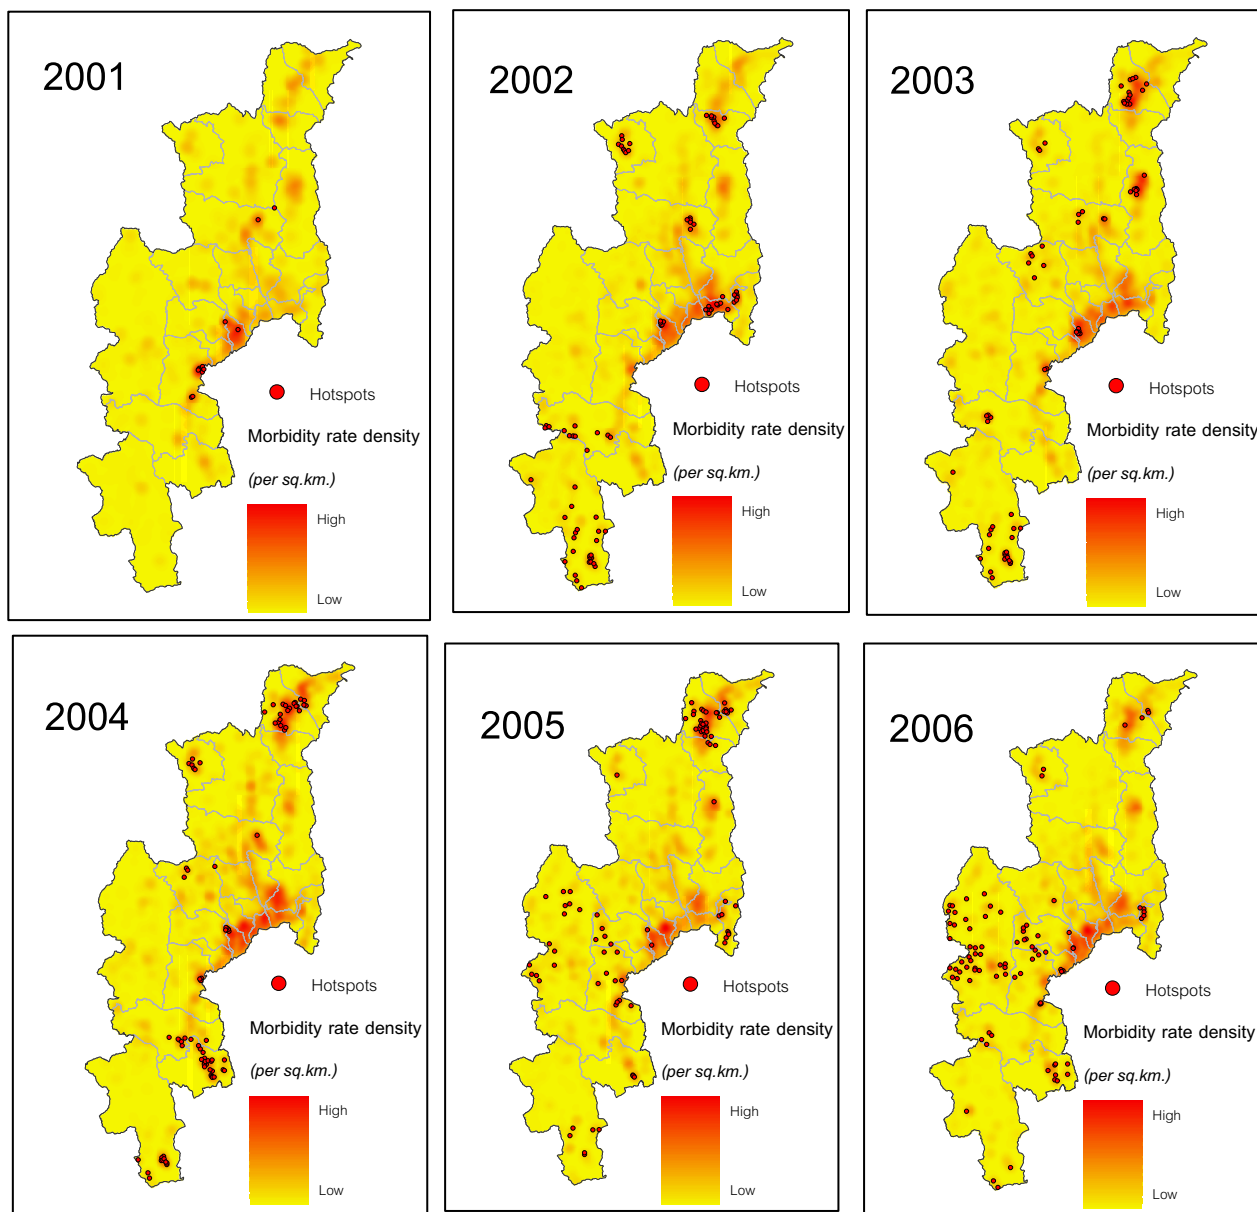 2001
Hotspots
Morbidity rate density
(per sq.km.)
High
Low
2002
Hotspots
Morbidity rate density
(per sq.km.)
High
Low
2003
Hotspots
Morbidity rate density
(per sq.km.)
High
Low
2004
Hotspots
Morbidity rate density
(per sq.km.)
High
Low
2005
Hotspots
Morbidity rate density
(per sq.km.)
High
Low
2006
Hotspots
Morbidity rate density
(per sq.km.)
High
Low